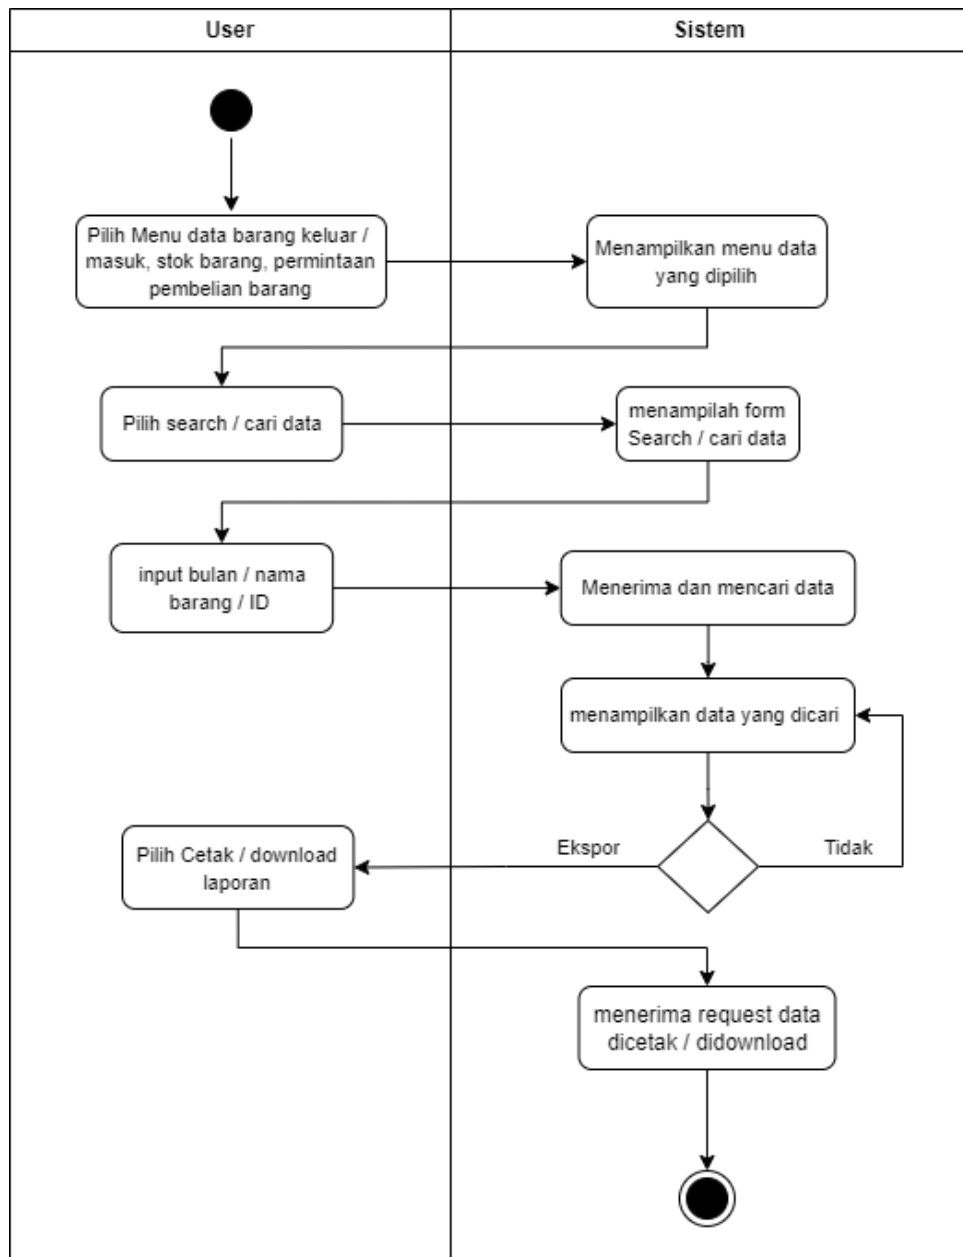 User
Sistem
Pilih Menu data barang keluar /
masuk, stok barang, permintaan
pembelian barang
Menampilkan menu data
yang dipilih
Pilih search / cari data
menampilah form
Search / cari data
input bulan / nama
barang / ID
Menerima dan mencari data
menampilkan data yang dicari
Ekspor
Tidak
Pilih Cetak / download
laporan
menerima request data
dicetak / didownload